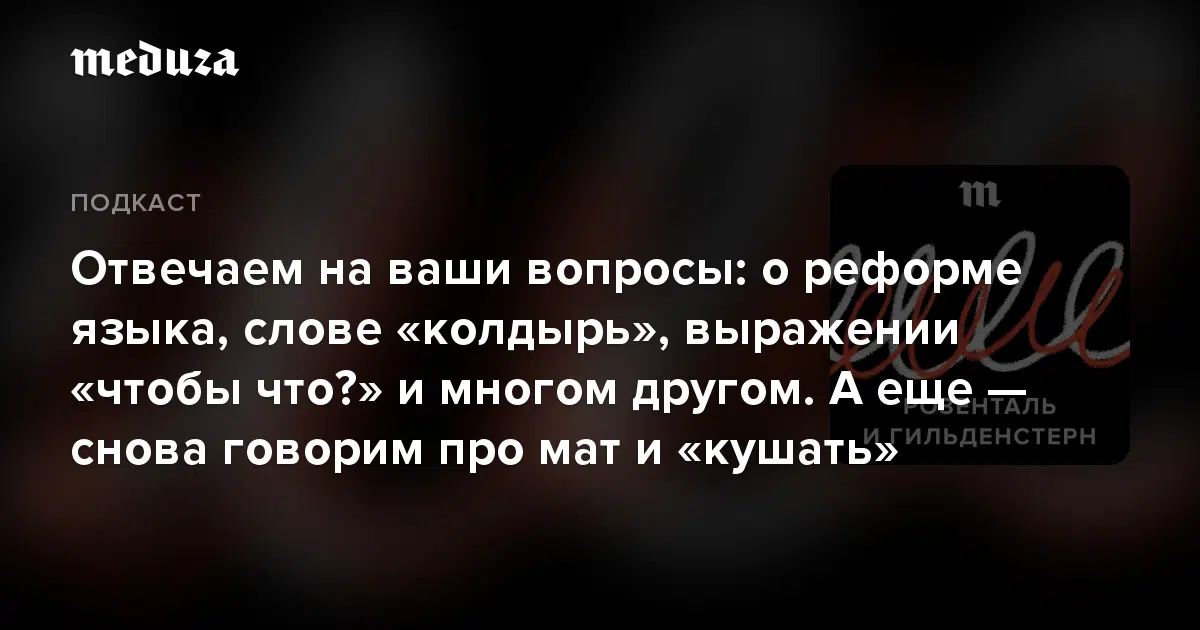 meduza
ПОДКАСТ
Отвечаем на ваши вопросы: о реформе
языка, слове «колдырь», выражении
«чтобы что?» и многом другом. А еще —
снова говорим про мат и «кушать»
m
РОЗЕНТАЛЬ
И ГИЛЬДЕНСТЕРН